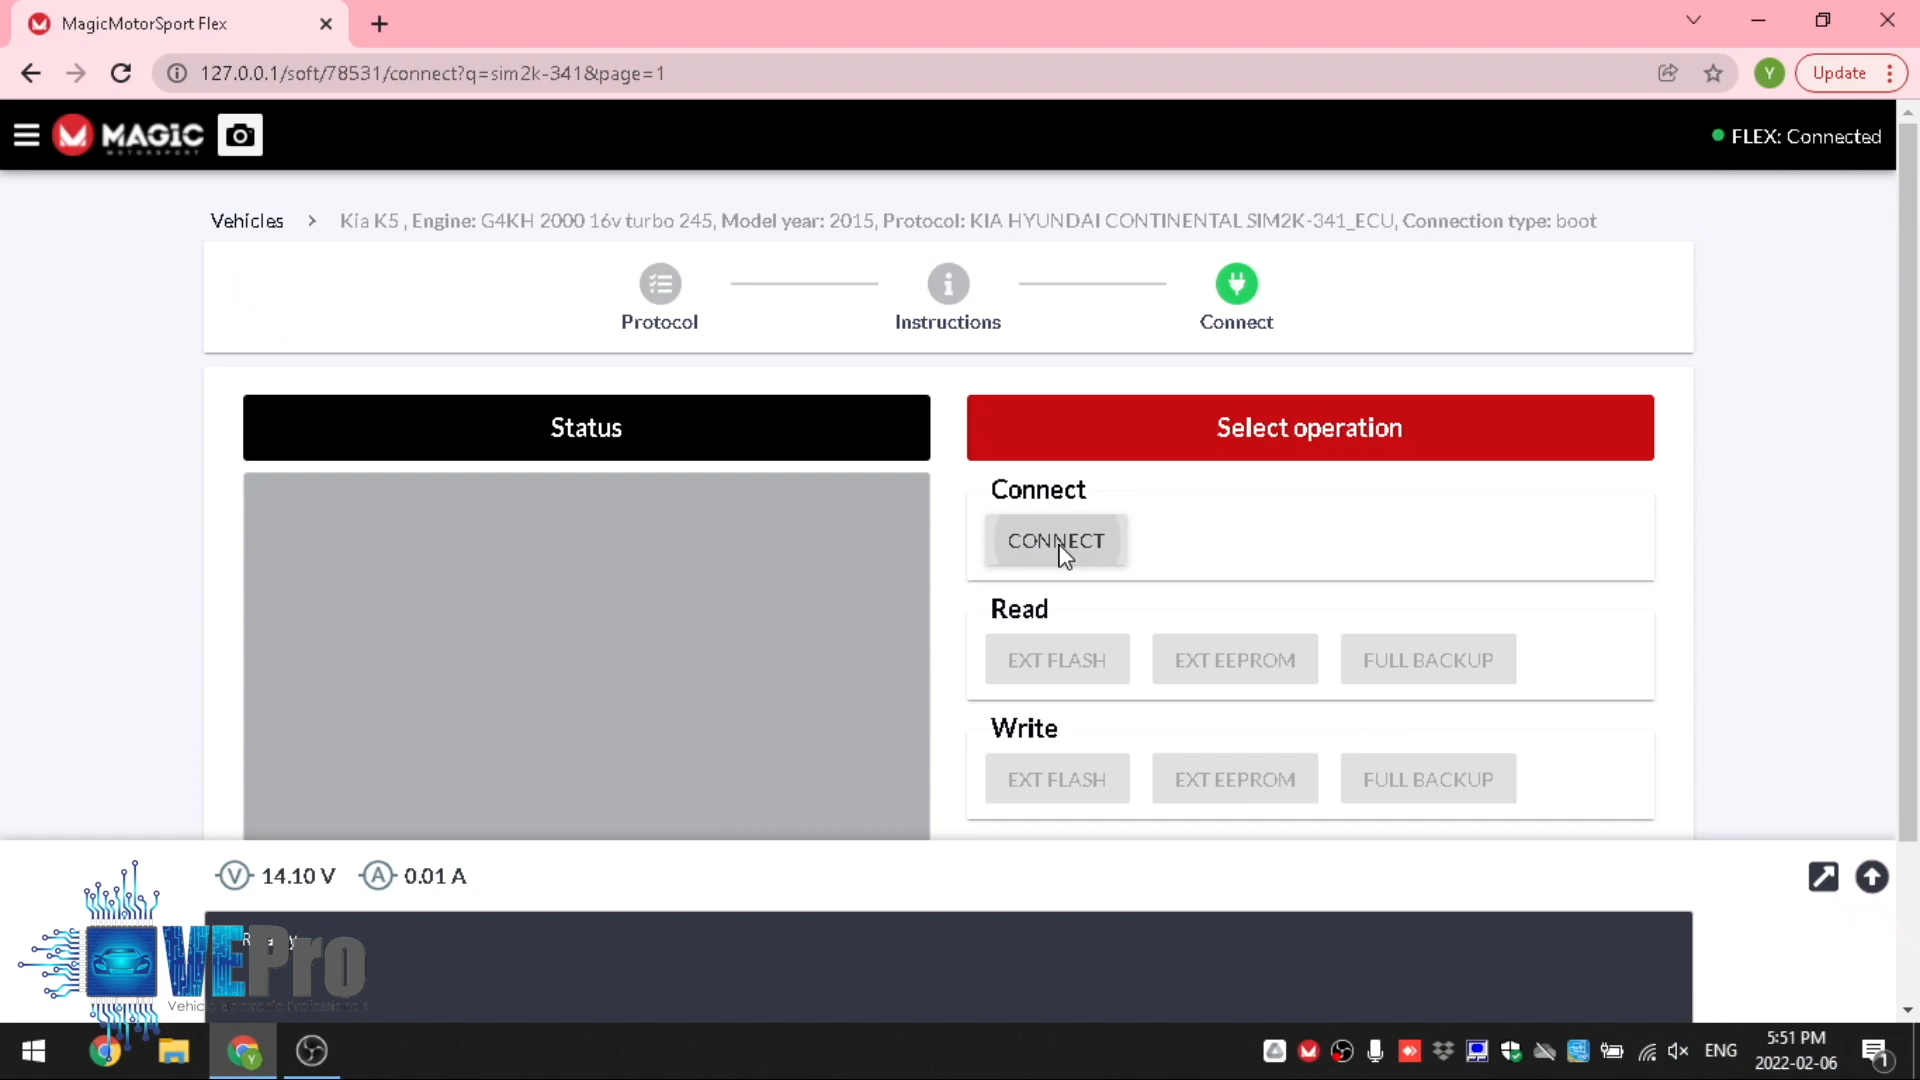 MagicMotorSport Flex
127.0.0.1/soft/78531/connect?q=sim2k-341&page=1
Y
Update
MAGIC
MOTORSPORT
FLEX: Connected
Vehicles > Kia K5 , Engine: G4KH 2000 16v turbo 245, Model year: 2015, Protocol: KIA HYUNDAI CONTINENTAL SIM2K-341_ECU, Connection type: boot
Protocol
Instructions
Connect
Status
Select operation
Connect
CONNECT
Read
EXT FLASH
EXT EEPROM
FULL BACKUP
Write
EXT FLASH
EXT EEPROM
FULL BACKUP
V 14.10 V A 0.01 A
VEPro
ENG
5:51 PM
2022-02-06
1